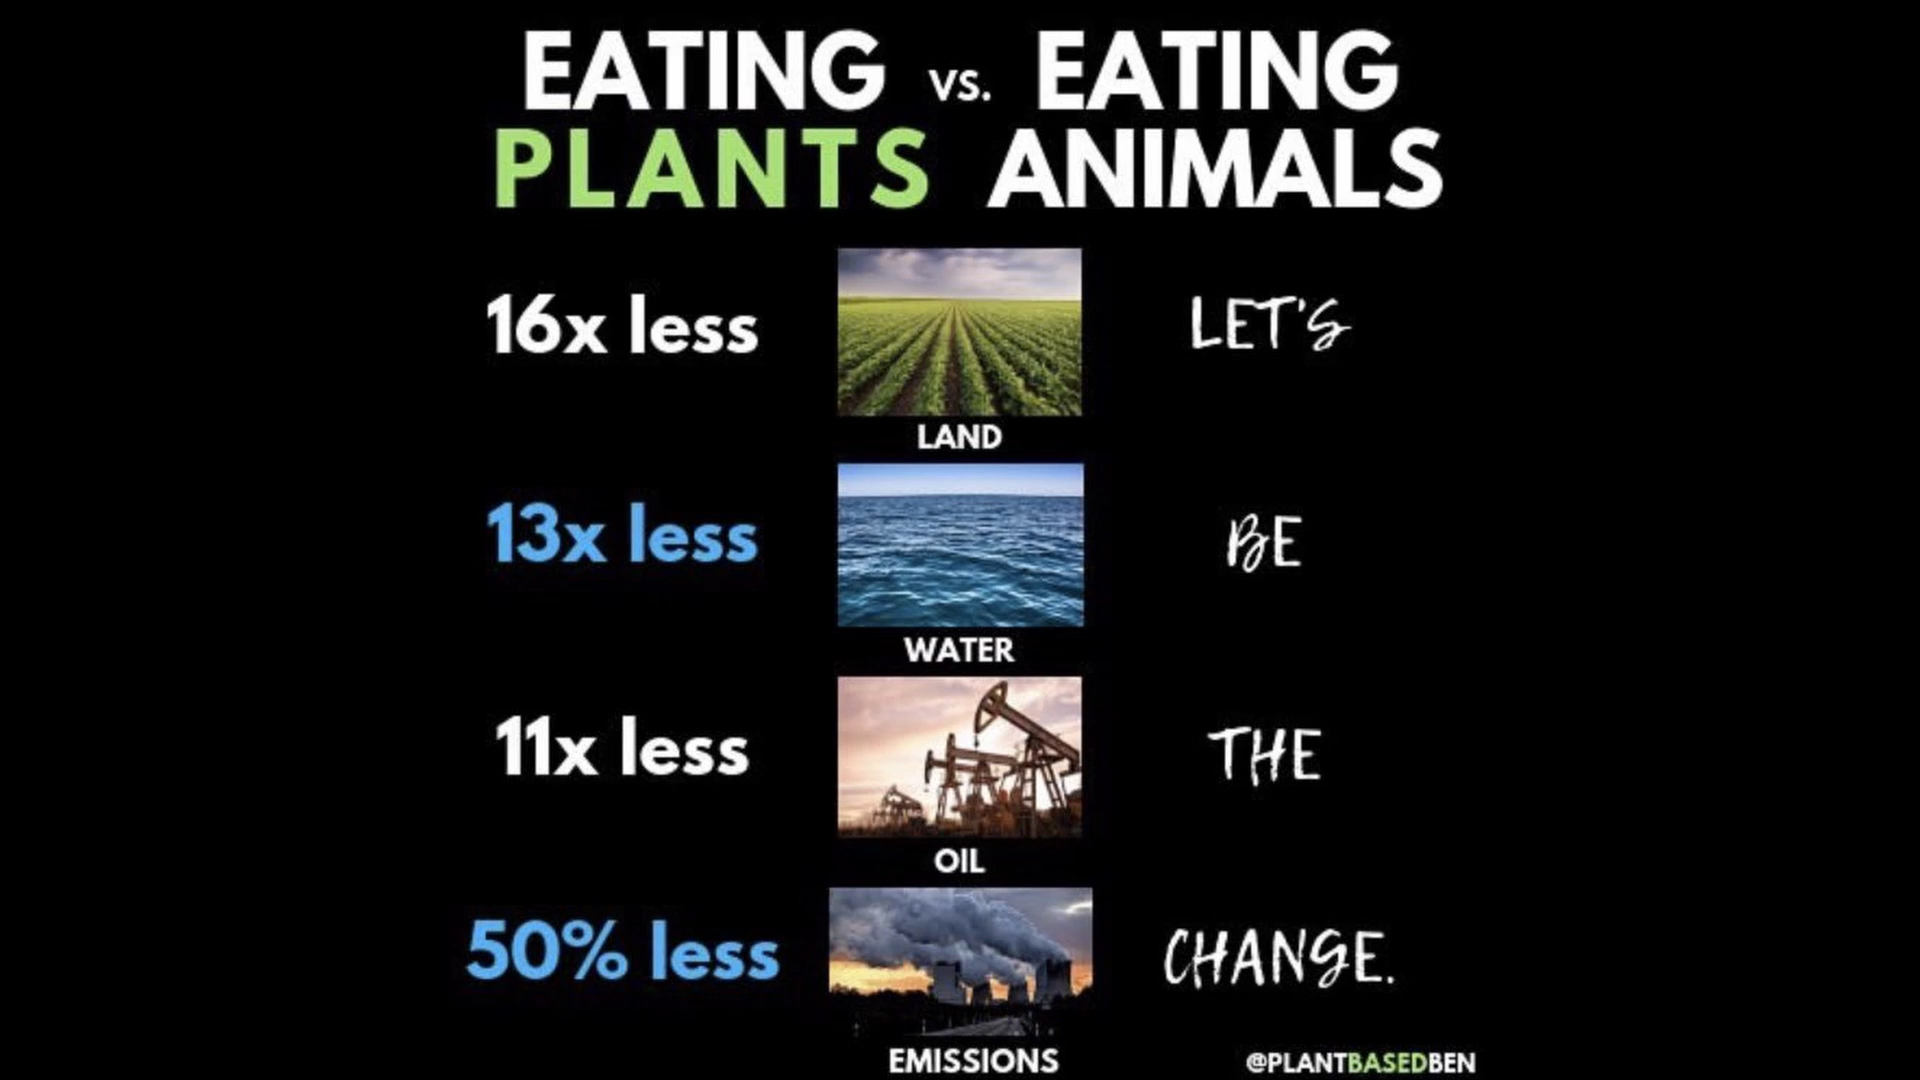 EATING vs. EATING
PLANTS ANIMALS
16x less
LET'S
LAND
13x less
BE
WATER
11x less
THE
OIL
50% less
CHANGE.
EMISSIONS
@PLANTBASEDBEN